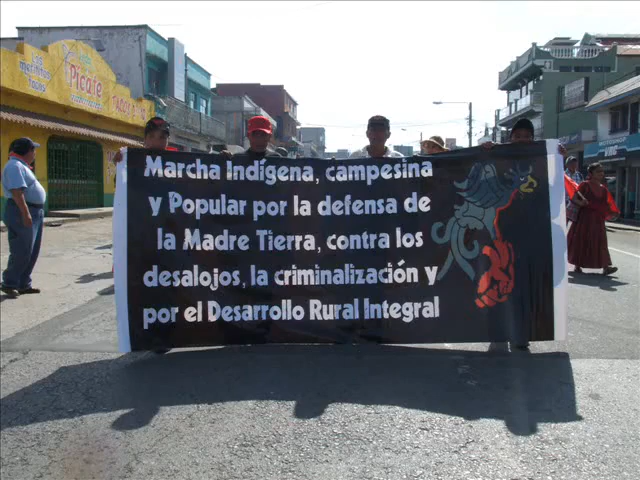 Marcha Indígena, campesina
y Popular por la defensa de
la Madre Tierra, contra los
desalojos, la criminalización y
por el Desarrollo Rural Integral
Picate